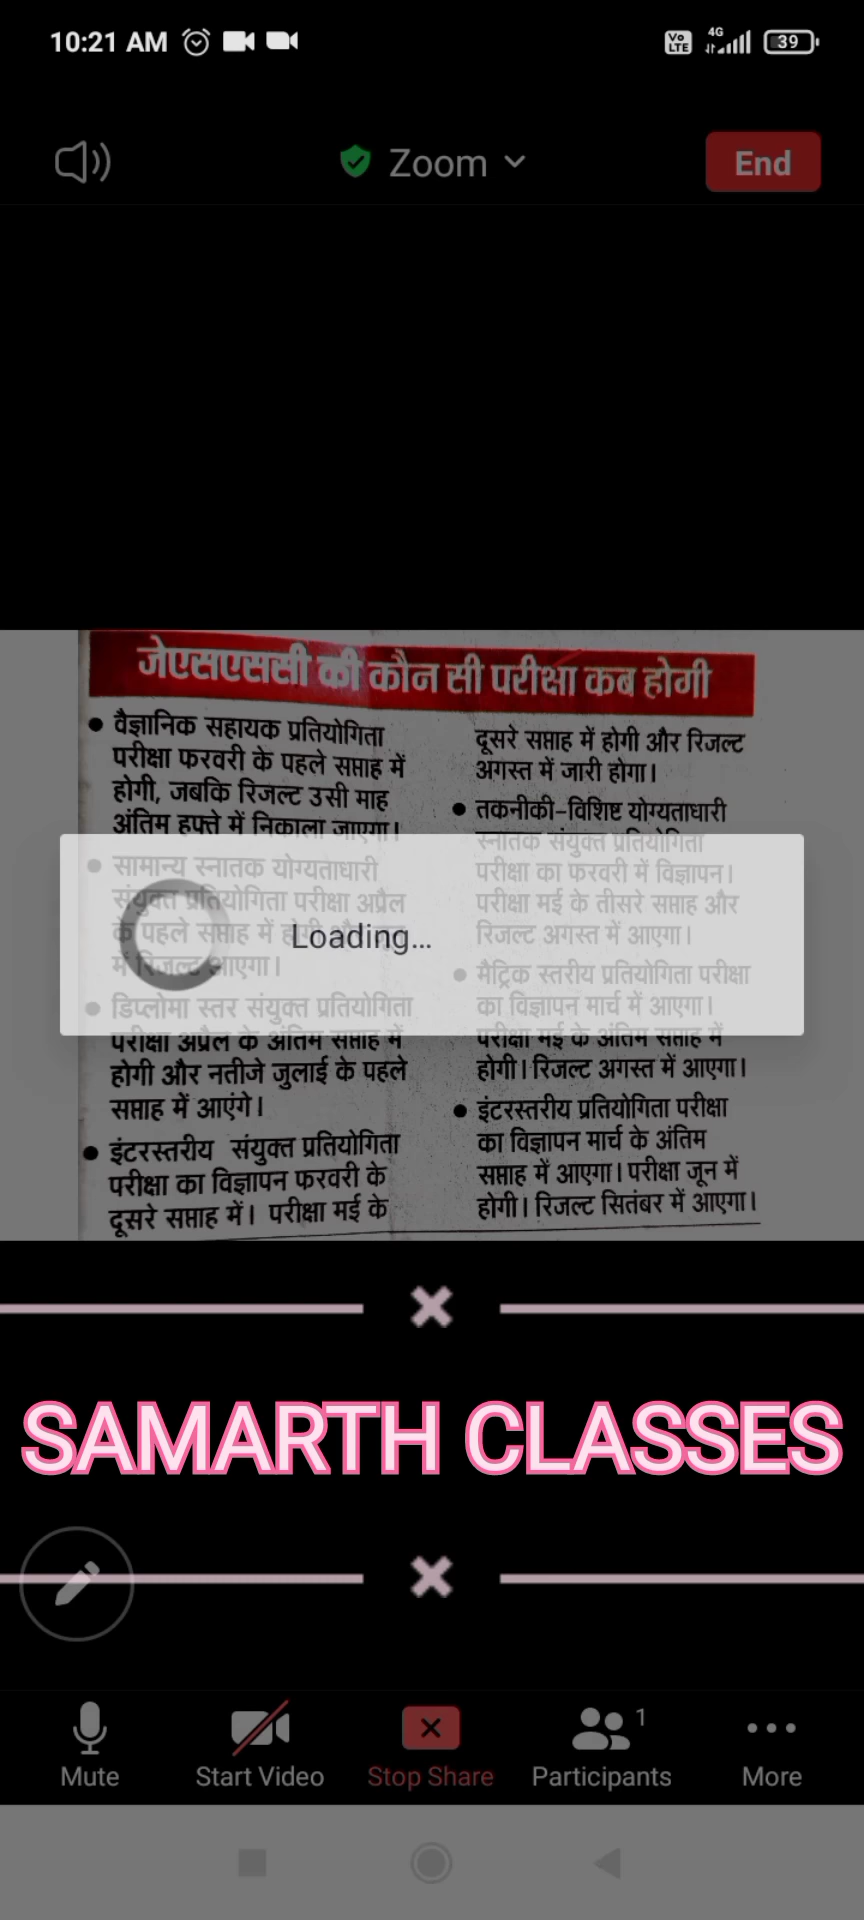 10:21 AM
Vo LTE
4G
39
Zoom
End
जेएसएससी की कौन सी परीक्षा कब होगी
● वैज्ञानिक सहायक प्रतियोगिता
परीक्षा फरवरी के पहले सप्ताह में
होगी, जबकि रिजल्ट उसी माह
अंतिम हफ्ते में निकाला जाएगा।
● सामान्य स्नातक योग्यताधारी
संयुक्त प्रतियोगिता परीक्षा अप्रैल
के पहले सप्ताह में
में रिजल्ट आएगा।
● डिप्लोमा स्तर संयुक्त प्रतियोगिता
परीक्षा अप्रैल के अंतिम सप्ताह में
होगी और नतीजे जुलाई के पहले
सप्ताह में आएंगे।
● इंटरस्तरीय संयुक्त प्रतियोगिता
परीक्षा का विज्ञापन फरवरी के
दूसरे सप्ताह में। परीक्षा मई के
दूसरे सप्ताह में होगी और रिजल्ट
अगस्त में जारी होगा।
● तकनीकी-विशिष्ट योग्यताधारी
स्नातक संयुक्त प्रतियोगिता
परीक्षा का फरवरी में विज्ञापन।
परीक्षा मई के तीसरे सप्ताह और
रिजल्ट अगस्त में आएगा।
● मैट्रिक स्तरीय प्रतियोगिता परीक्षा
का विज्ञापन मार्च में आएगा।
परीक्षा मई के अंतिम सप्ताह में
होगी। रिजल्ट अगस्त में आएगा।
● इंटरस्तरीय प्रतियोगिता परीक्षा
का विज्ञापन मार्च के अंतिम
सप्ताह में आएगा। परीक्षा जून में
होगी। रिजल्ट सितंबर में आएगा।
Loading...
SAMARTH CLASSES
Mute
Start Video
Stop Share
Participants
1
More